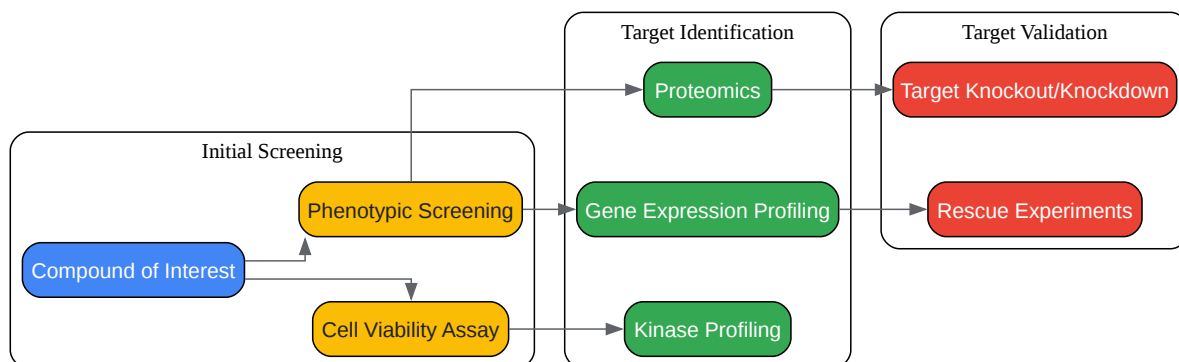 Target Identification
Target Validation
Proteomics
Target Knockout/Knockdown
Initial Screening
Phenotypic Screening
Gene Expression Profiling
Rescue Experiments
Compound of Interest
Cell Viability Assay
Kinase Profiling